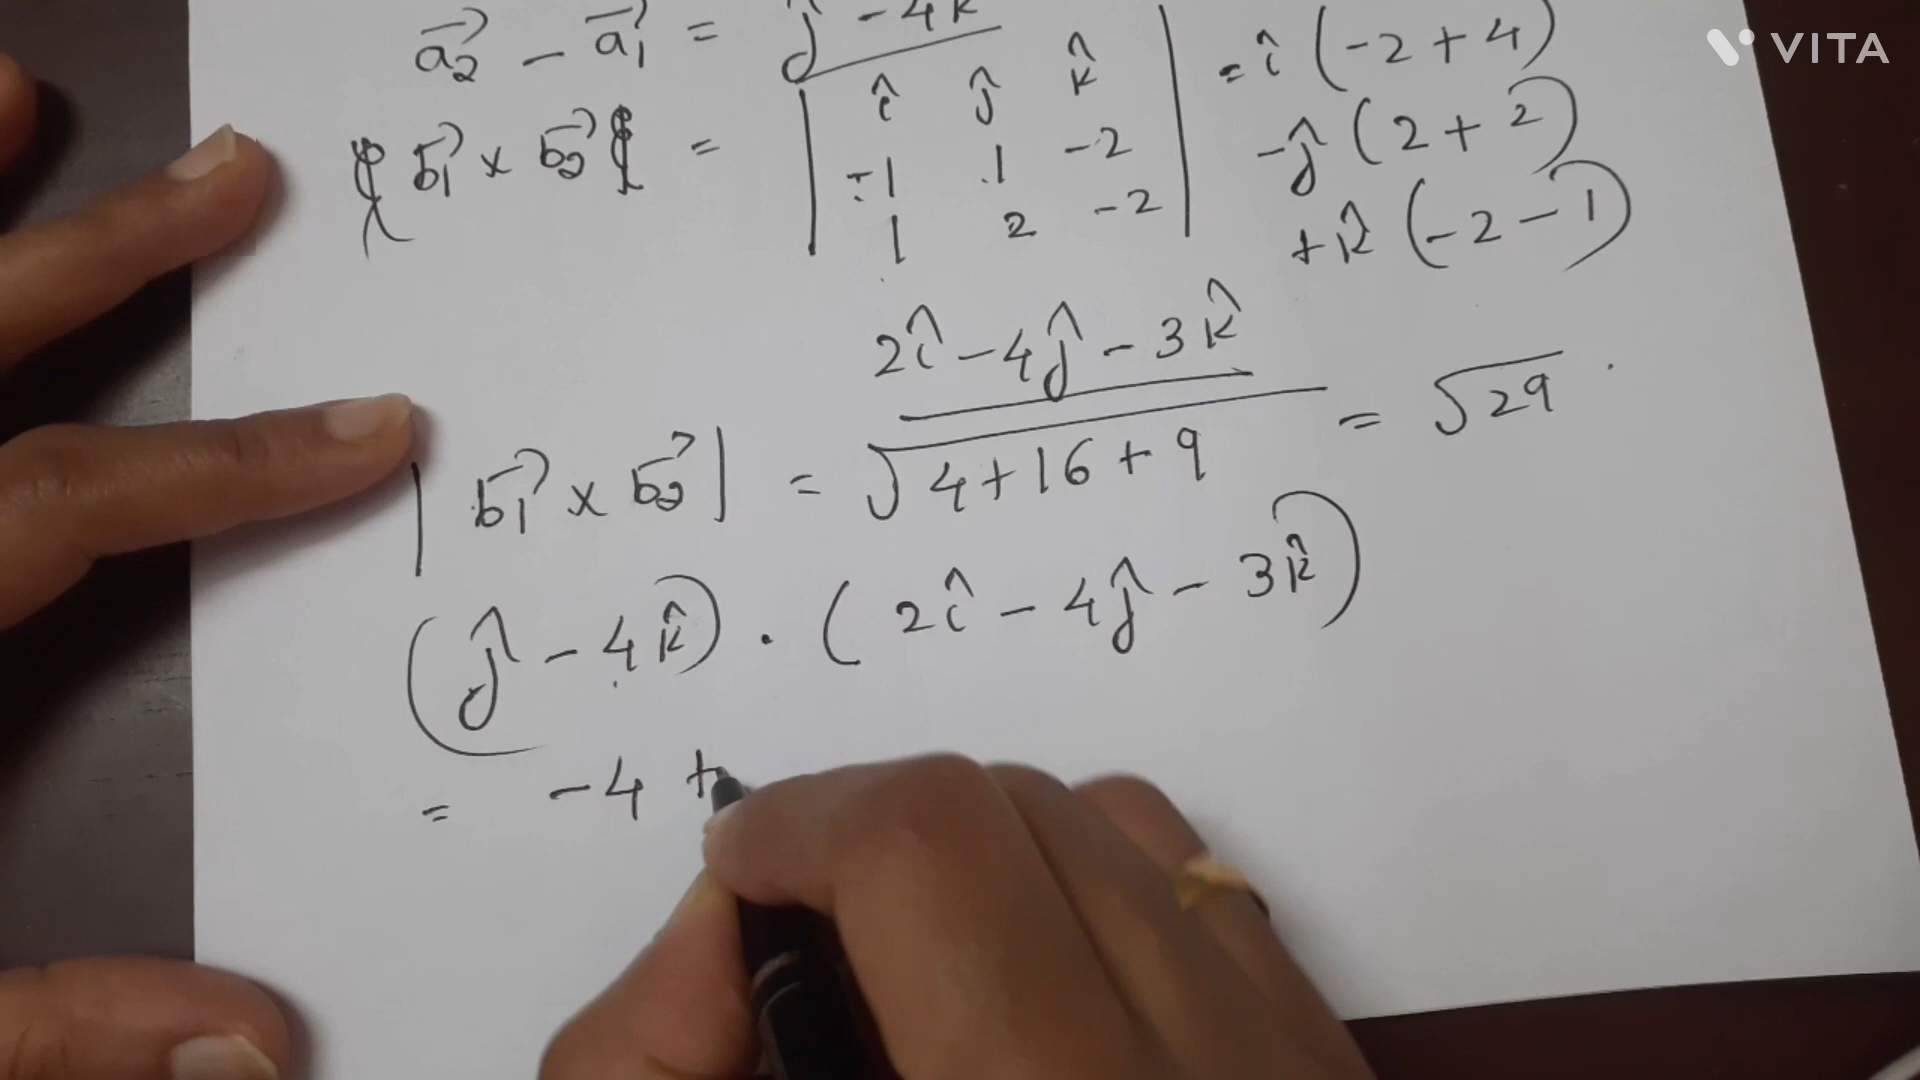 VITA
a₂⃗ - a₁⃗ = ĵ - 4k̂
b₁⃗ × b₂⃗ = | î ĵ k̂ | = î (-2 + 4)
-1 1 -2 - ĵ (2 + 2)
1 2 -2 + k̂ (-2 - 1)
2î - 4ĵ - 3k̂
| b₁⃗ × b₂⃗ | = √4+16+9 = √29
(ĵ - 4k̂) . (2î - 4ĵ - 3k̂)
= -4 +